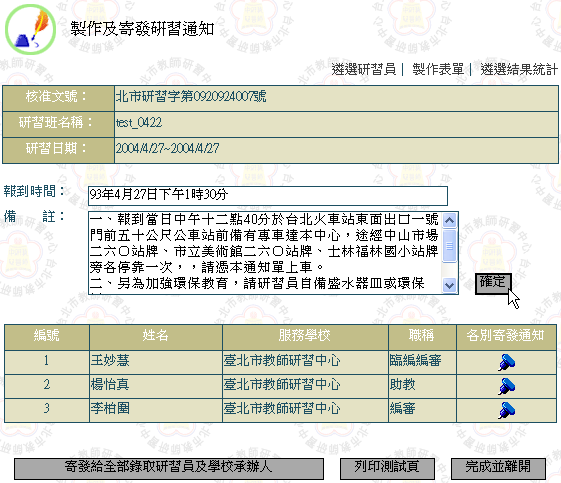 製作及寄發研習通知
遴選研習員| 製作表單| 遴選結果統計
核准文號： 北市研習字第0920924007號
研習班名稱： test_0422
研習日期： 2004/4/27~2004/4/27
報到時間： 93年4月27日下午1時30分
備　　註： 一、報到當日中午十二點40分於台北火車站東面出口一號
門前五十公尺公車站前備有專車達本中心，途經中山市場
二六〇站牌、市立美術館二六〇站牌、士林福林國小站牌
旁各停靠一次，，請憑本通知單上車。
二、另為加強環保教育，請研習員自備盛水器皿或環保
確定
編號 姓名 服務學校 職稱 各別寄發通知
1 王妙慧 臺北市教師研習中心 臨編編審
2 楊怡真 臺北市教師研習中心 助教
3 李柏圍 臺北市教師研習中心 編審
寄發給全部錄取研習員及學校承辦人 列印測試頁 完成並離開